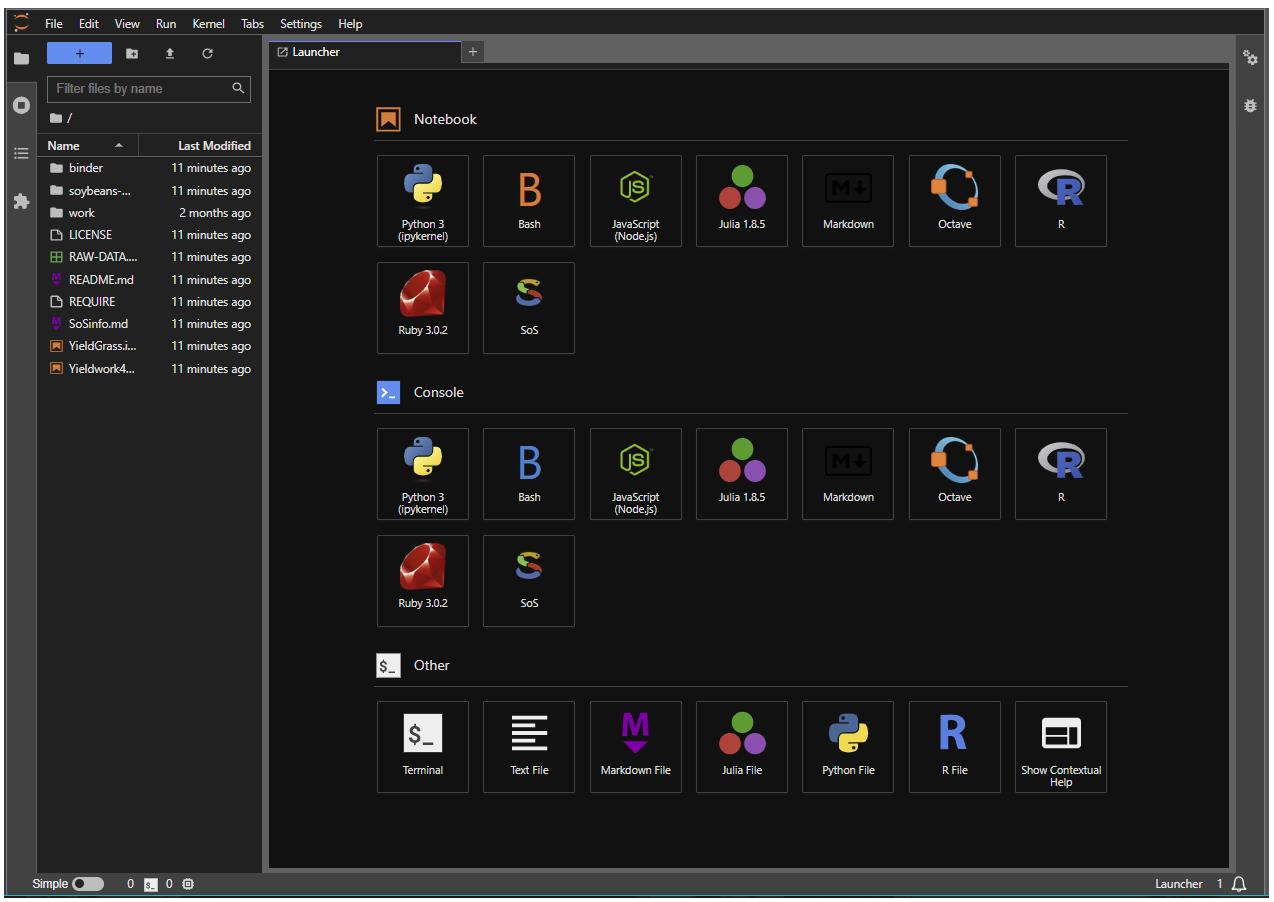 File Edit View Run Kernel Tabs Settings Help
+
Filter files by name
/
Name Last Modified
binder 11 minutes ago
soybeans-... 11 minutes ago
work 2 months ago
LICENSE 11 minutes ago
RAW-DATA.... 11 minutes ago
README.md 11 minutes ago
REQUIRE 11 minutes ago
SoSinfo.md 11 minutes ago
YieldGrass.i... 11 minutes ago
Yieldwork4... 11 minutes ago
Launcher +
Notebook
Python 3
(ipykernel)
Bash
JavaScript
(Node.js)
Julia 1.8.5
Markdown
Octave
R
Ruby 3.0.2
SoS
Console
Python 3
(ipykernel)
Bash
JavaScript
(Node.js)
Julia 1.8.5
Markdown
Octave
R
Ruby 3.0.2
SoS
$_ Other
$_
Terminal
Text File
M
Markdown File
Julia File
Python File
R
R File
Show Contextual
Help
Simple 0 $_ 0 Launcher 1